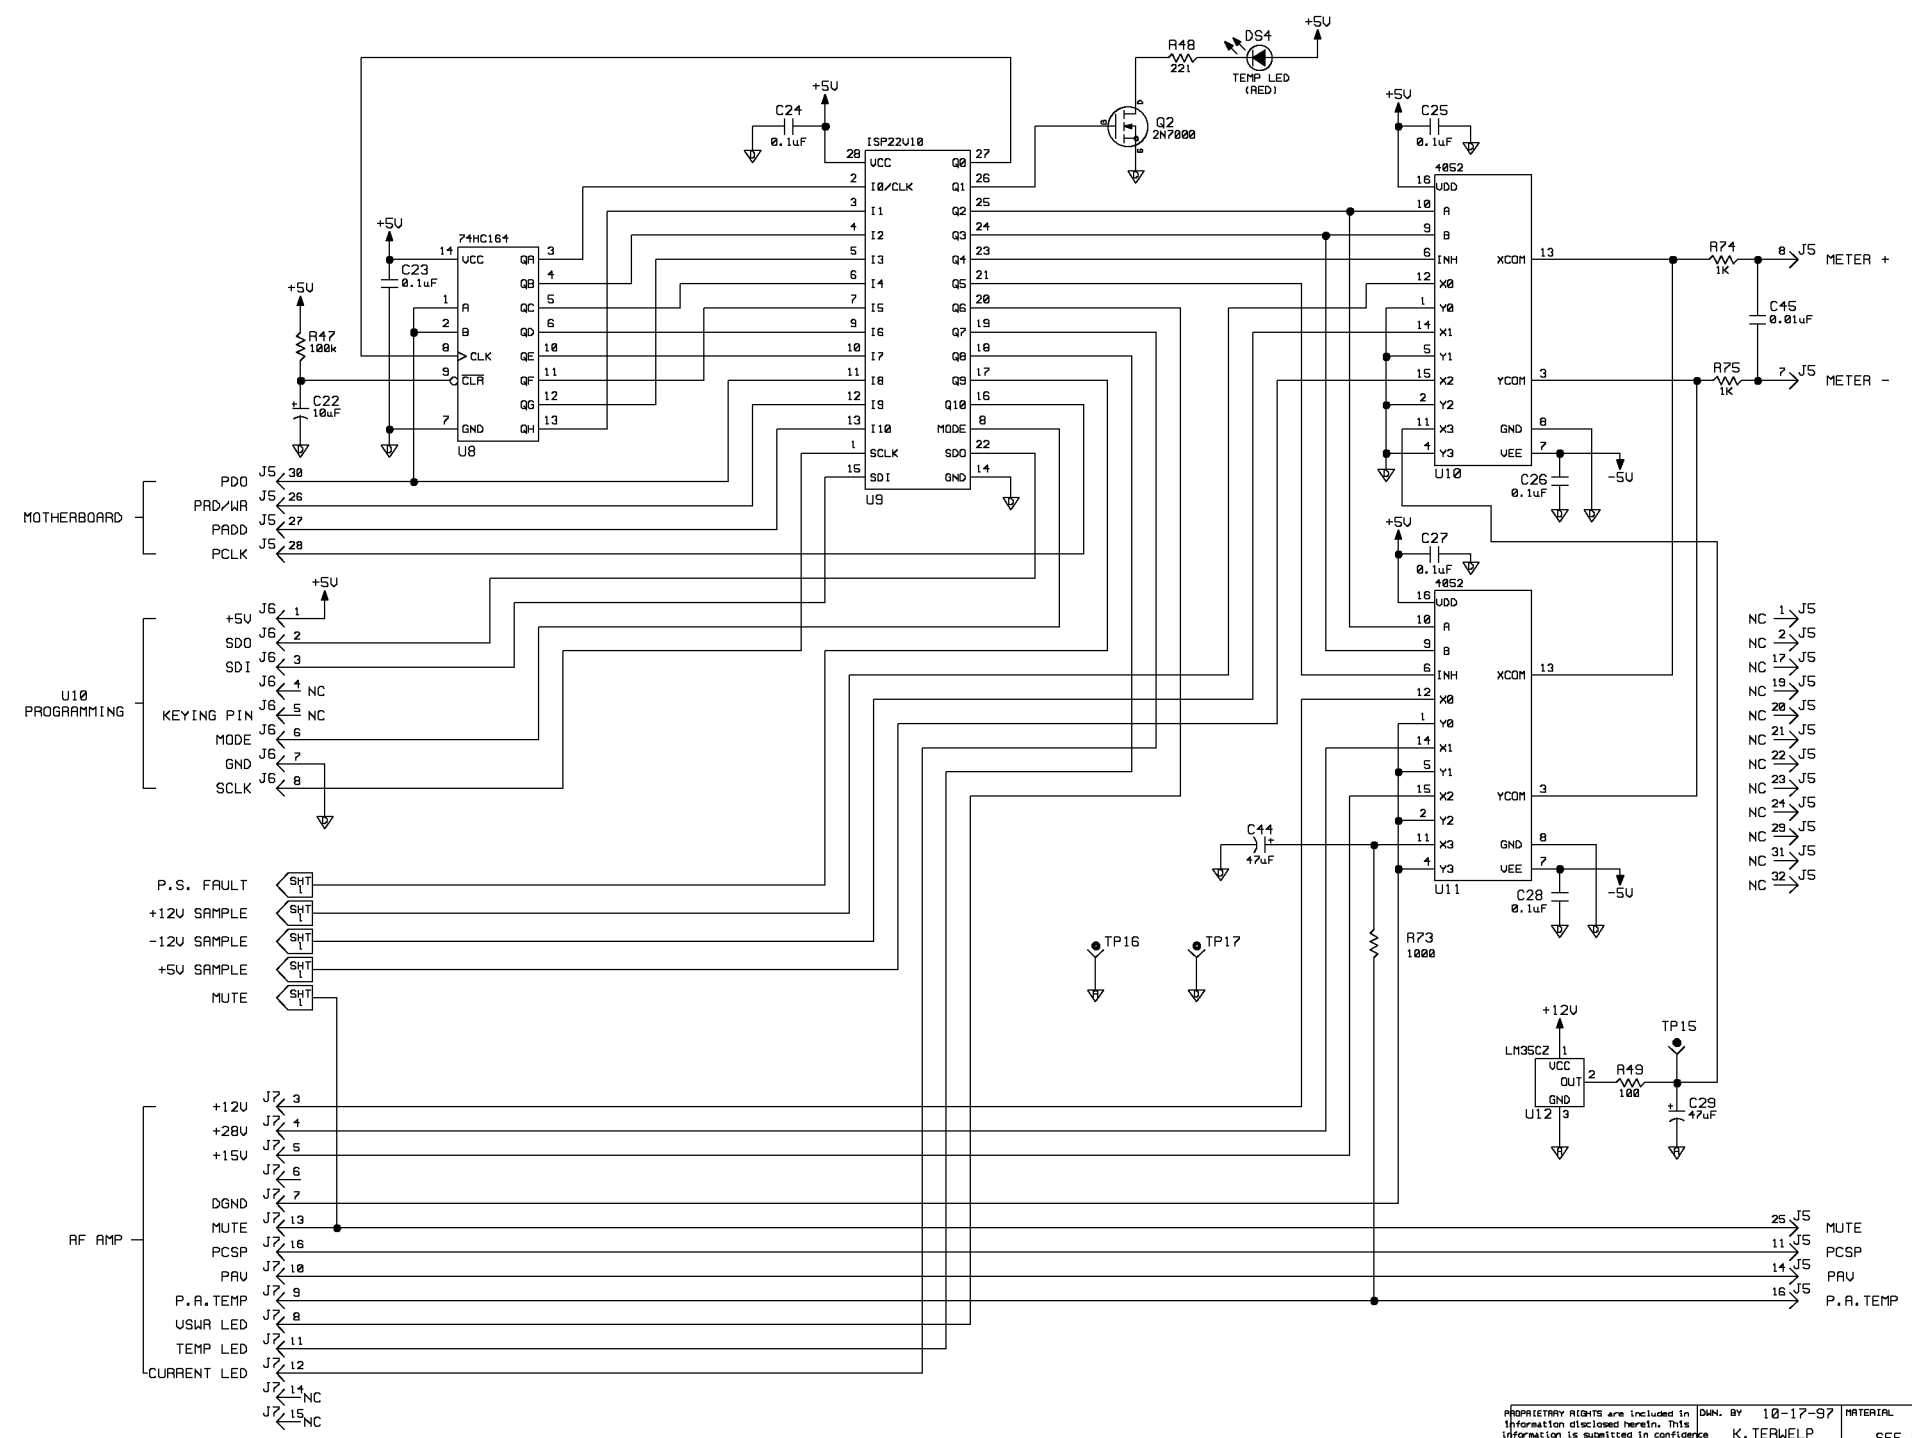 +5V
R48
221
DS4
TEMP LED
(RED)
+5V
C24
0.1uF
ISP22V10
28 VCC Q0 27
2 I0/CLK Q1 26
3 I1 Q2 25
4 I2 Q3 24
5 I3 Q4 23
6 I4 Q5 21
7 I5 Q6 20
9 I6 Q7 19
10 I7 Q8 18
11 I8 Q9 17
12 I9 Q10 16
13 I10 MODE 8
1 SCLK SDO 22
15 SDI GND 14
U9
D
G
S
Q2
2N7000
+5V
C25
0.1uF
4052
16 VDD
10 A
9 B
6 INH XCOM 13
12 X0
1 Y0
14 X1
5 Y1
15 X2 YCOM 3
2 Y2
11 X3 GND 8
4 Y3 VEE 7
U10
C26
0.1uF
-5V
R74
1K
8 J5 METER +
C45
0.01uF
R75
1K
7 J5 METER -
+5V
C23
0.1uF
74HC164
14 VCC QA 3
QB 4
1 A QC 5
2 B QD 6
8 CLK QE 10
9 CLR QF 11
QG 12
7 GND QH 13
U8
+5V
R47
100k
C22
10uF
MOTHERBOARD
PDO J5 30
PRD/WR J5 26
PADD J5 27
PCLK J5 28
+5V
U10
PROGRAMMING
+5V J6 1
SDO J6 2
SDI J6 3
J6 4 NC
KEYING PIN J6 5 NC
MODE J6 6
GND J6 7
SCLK J6 8
+5V
C27
0.1uF
4052
16 VDD
10 A
9 B
6 INH XCOM 13
12 X0
1 Y0
14 X1
5 Y1
15 X2 YCOM 3
2 Y2
11 X3 GND 8
4 Y3 VEE 7
U11
C28
0.1uF
-5V
C44
47uF
R73
1000
TP16
TP17
NC 1 J5
NC 2 J5
NC 17 J5
NC 19 J5
NC 20 J5
NC 21 J5
NC 22 J5
NC 23 J5
NC 24 J5
NC 29 J5
NC 31 J5
NC 32 J5
P.S. FAULT SHT 1
+12V SAMPLE SHT 1
-12V SAMPLE SHT 1
+5V SAMPLE SHT 1
MUTE SHT 1
+12V
LM35CZ 1
VCC
OUT 2
GND
U12 3
R49
100
TP15
C29
47uF
RF AMP
+12V J7 3
+28V J7 4
+15V J7 5
J7 6
DGND J7 7
MUTE J7 13
PCSP J7 16
PAV J7 10
P.A.TEMP J7 9
VSWR LED J7 8
TEMP LED J7 11
CURRENT LED J7 12
J7 14 NC
J7 15 NC
25 J5 MUTE
11 J5 PCSP
14 J5 PAV
16 J5 P.A.TEMP
PROPRIETARY RIGHTS are included in
information disclosed herein. This
information is submitted in confidence
DWN. BY 10-17-97
K.TERWELP
MATERIAL
SEE